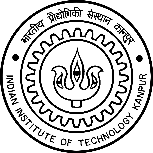 भारतीय प्रौद्योगिकी संस्थान कानपुर
INDIAN INSTITUTE OF TECHNOLOGY KANPUR